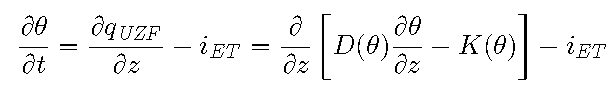 ∂θ/∂t = ∂q_UZF/∂z − i_ET = ∂/∂z [ D(θ) ∂θ/∂z − K(θ) ] − i_ET